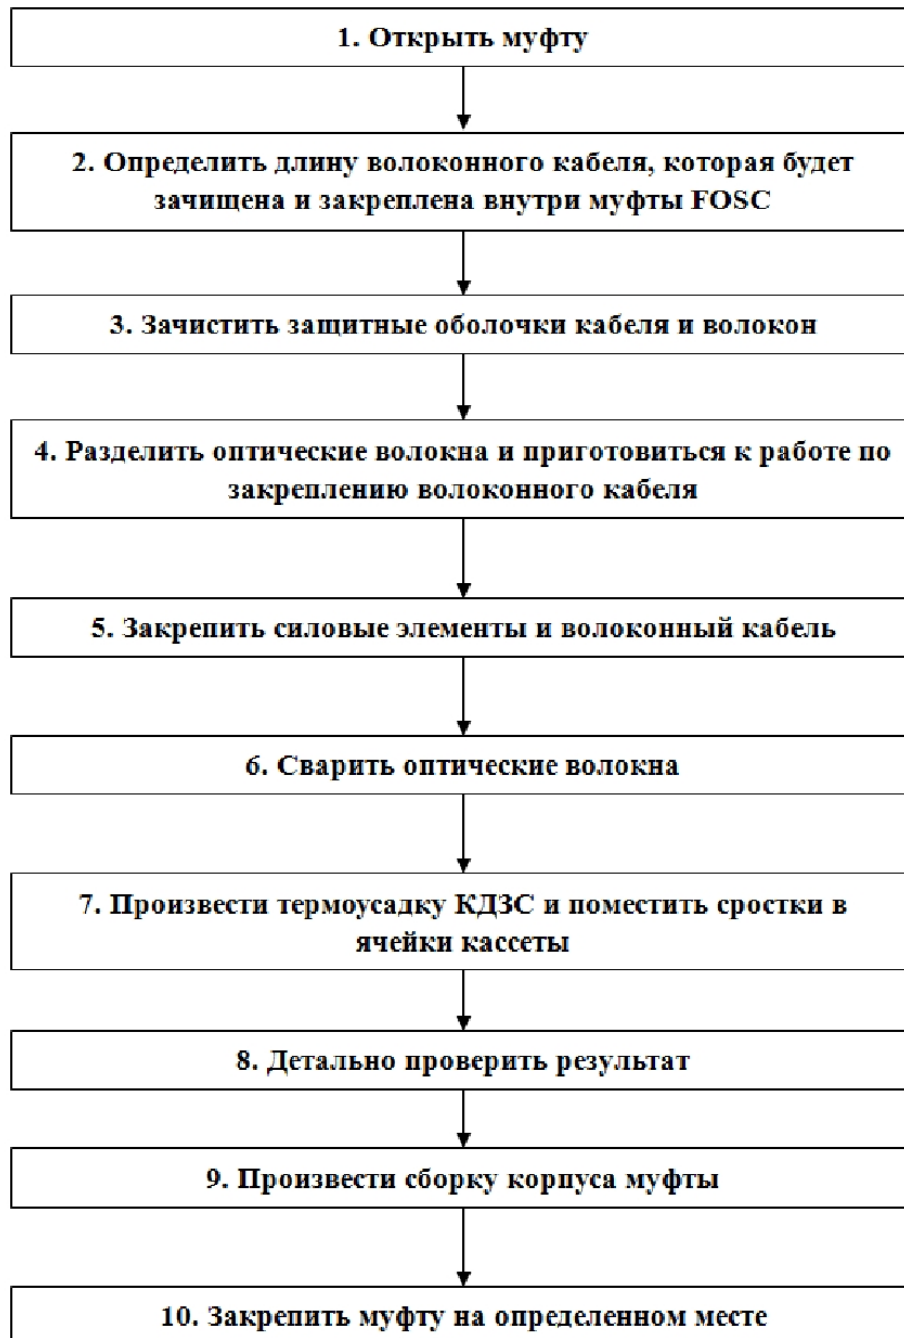 1. Открыть муфту
2. Определить длину волоконного кабеля, которая будет
зачищена и закреплена внутри муфты FOSC
3. Зачистить защитные оболочки кабеля и волокон
4. Разделить оптические волокна и приготовиться к работе по
закреплению волоконного кабеля
5. Закрепить силовые элементы и волоконный кабель
6. Сварить оптические волокна
7. Произвести термоусадку КДЗС и поместить сростки в
ячейки кассеты
8. Детально проверить результат
9. Произвести сборку корпуса муфты
10. Закрепить муфту на определенном месте